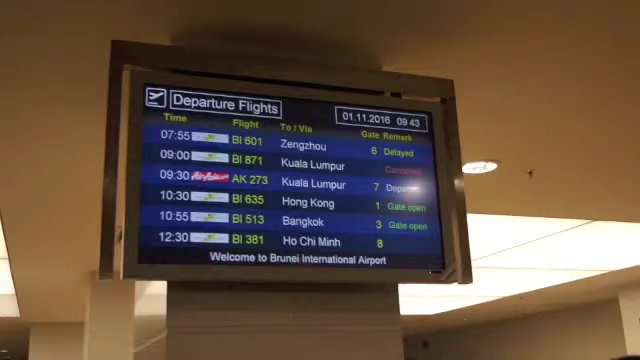 Departure Flights 01.11.2016 09 43
Time Flight To / Via Gate Remark
07:55 BI 601 Zengzhou 6 Delayed
09:00 BI 871 Kuala Lumpur Cancelled
09:30 AK 273 Kuala Lumpur 7 Departed
10:30 BI 635 Hong Kong 1 Gate open
10:55 BI 513 Bangkok 3 Gate open
12:30 BI 381 Ho Chi Minh 8
Welcome to Brunei International Airport